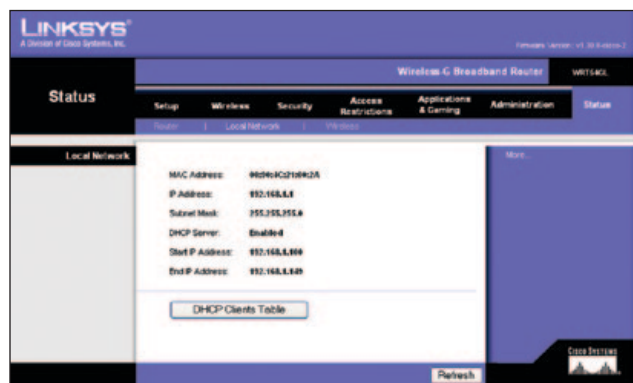 LINKSYS®
A Division of Cisco Systems, Inc.
Firmware Version:
Wireless-G Broadband Router
WRT54GL
Status
Setup
Wireless
Security
Access Restrictions
Applications & Gaming
Administration
Status
Router | Local Network | Wireless
Local Network
More...
MAC Address:
IP Address: 192.168.1.1
Subnet Mask: 255.255.255.0
DHCP Server: Enabled
Start IP Address: 192.168.1.100
End IP Address: 192.168.1.149
DHCP Clients Table
Refresh
CISCO SYSTEMS